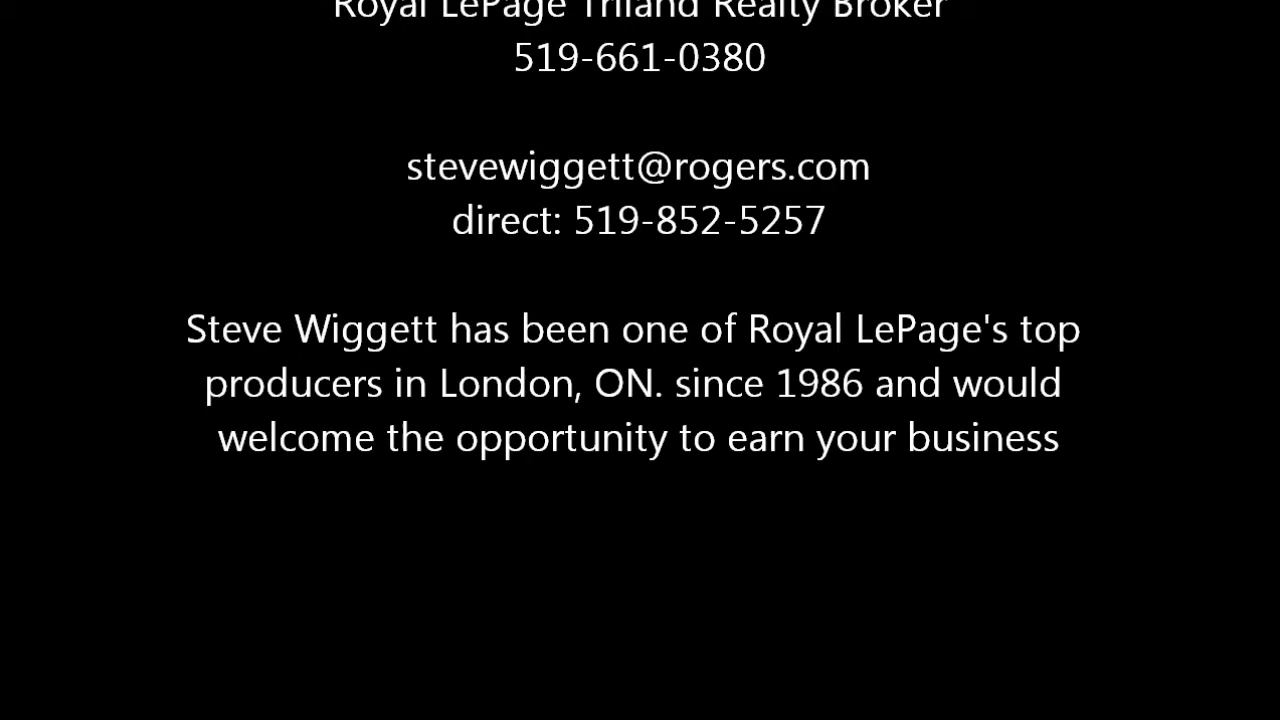 Royal LePage Triland Realty Broker
519-661-0380
stevewiggett@rogers.com
direct: 519-852-5257
Steve Wiggett has been one of Royal LePage's top
producers in London, ON. since 1986 and would
welcome the opportunity to earn your business